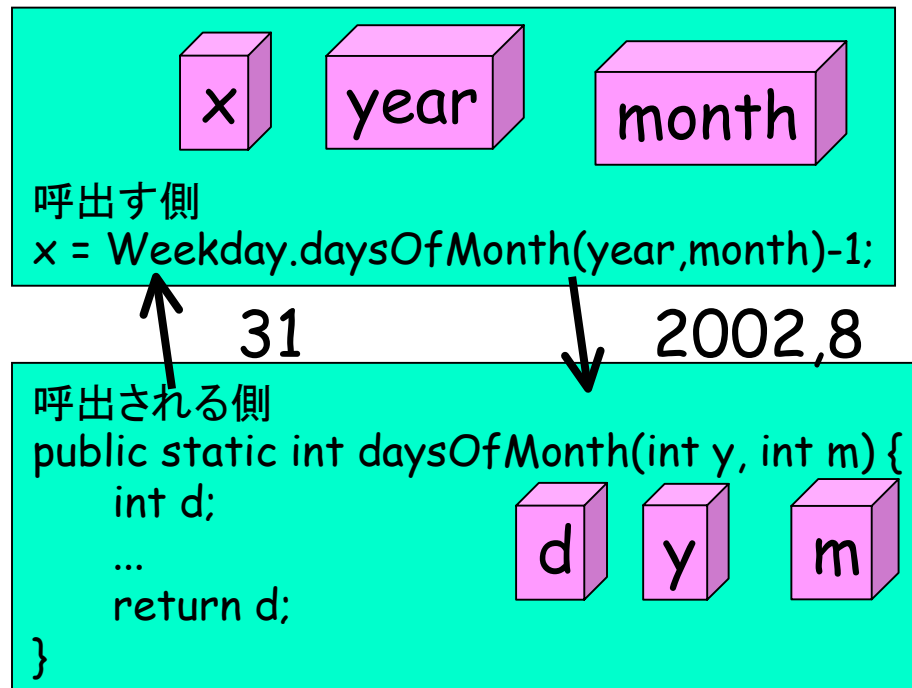 x year month
呼出す側
x = Weekday.daysOfMonth(year,month)-1;
31 2002,8
呼出される側
public static int daysOfMonth(int y, int m) {
int d;
d y m
...
return d;
}